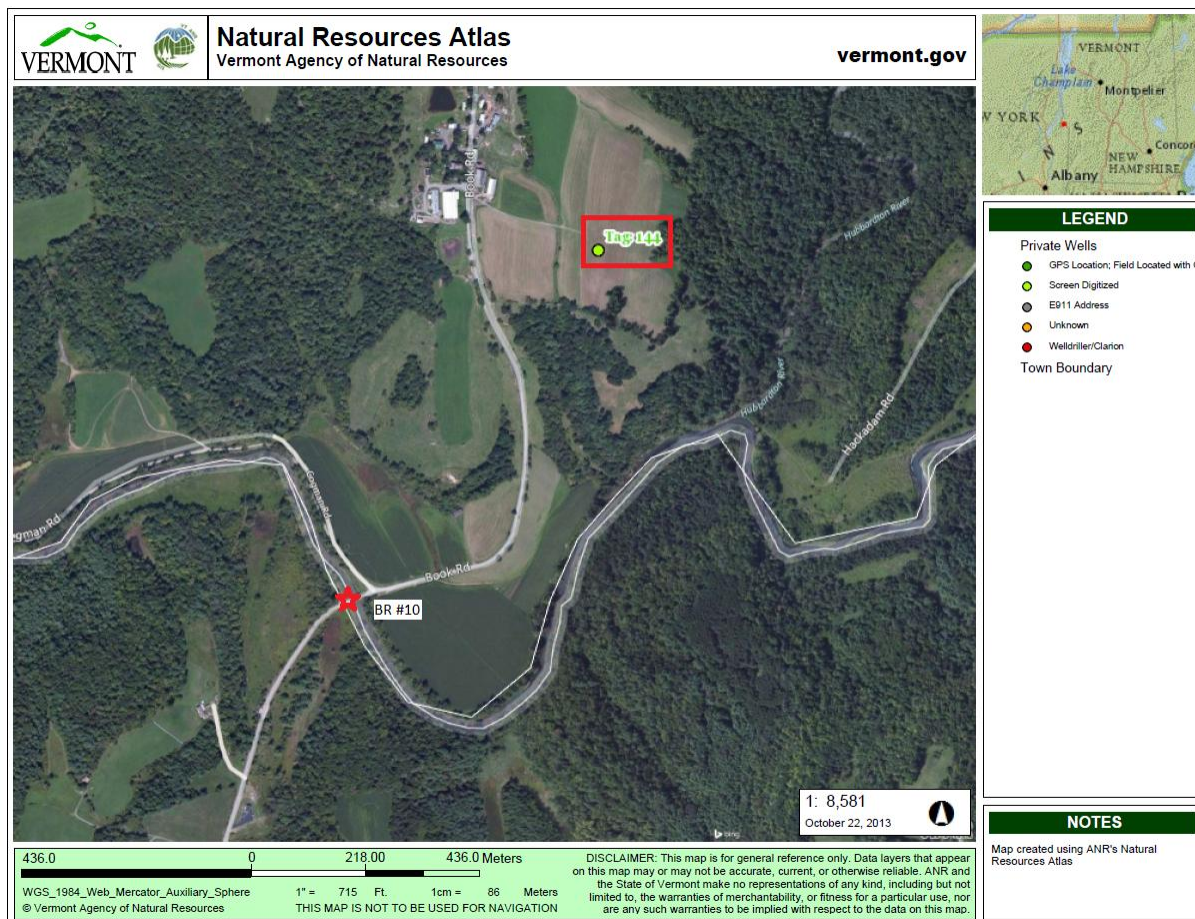 VERMONT
Natural Resources Atlas
Vermont Agency of Natural Resources
vermont.gov
VERMONT
Lake
Champlain
Montpelier
W YORK
N
S
I
Concord
NEW
HAMPSHIRE
Albany
Book Rd
Tag: 144
Hubbardton River
Hubbardton River
Hackadam Rd
Cogman Rd
gman Rd
Book Rd
BR #10
1: 8,581
October 22, 2013
bing
LEGEND
Private Wells
GPS Location; Field Located with
Screen Digitized
E911 Address
Unknown
Welldriller/Clarion
Town Boundary
NOTES
Map created using ANR's Natural
Resources Atlas
436.0 0 218.00 436.0 Meters
WGS_1984_Web_Mercator_Auxiliary_Sphere 1" = 715 Ft. 1cm = 86 Meters
© Vermont Agency of Natural Resources THIS MAP IS NOT TO BE USED FOR NAVIGATION
DISCLAIMER: This map is for general reference only. Data layers that appear
on this map may or may not be accurate, current, or otherwise reliable. ANR and
the State of Vermont make no representations of any kind, including but not
limited to, the warranties of merchantability, or fitness for a particular use, nor
are any such warranties to be implied with respect to the data on this map.